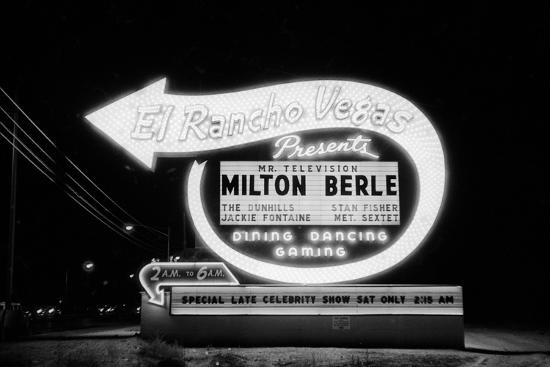 El Rancho Vegas
Presents
MR. TELEVISION
MILTON BERLE
THE DUNHILLS STAN FISHER
JACKIE FONTAINE MET. SEXTET
DINING DANCING
GAMING
2 A.M. TO 6 A.M.
SPECIAL LATE CELEBRITY SHOW SAT ONLY 2:15 AM